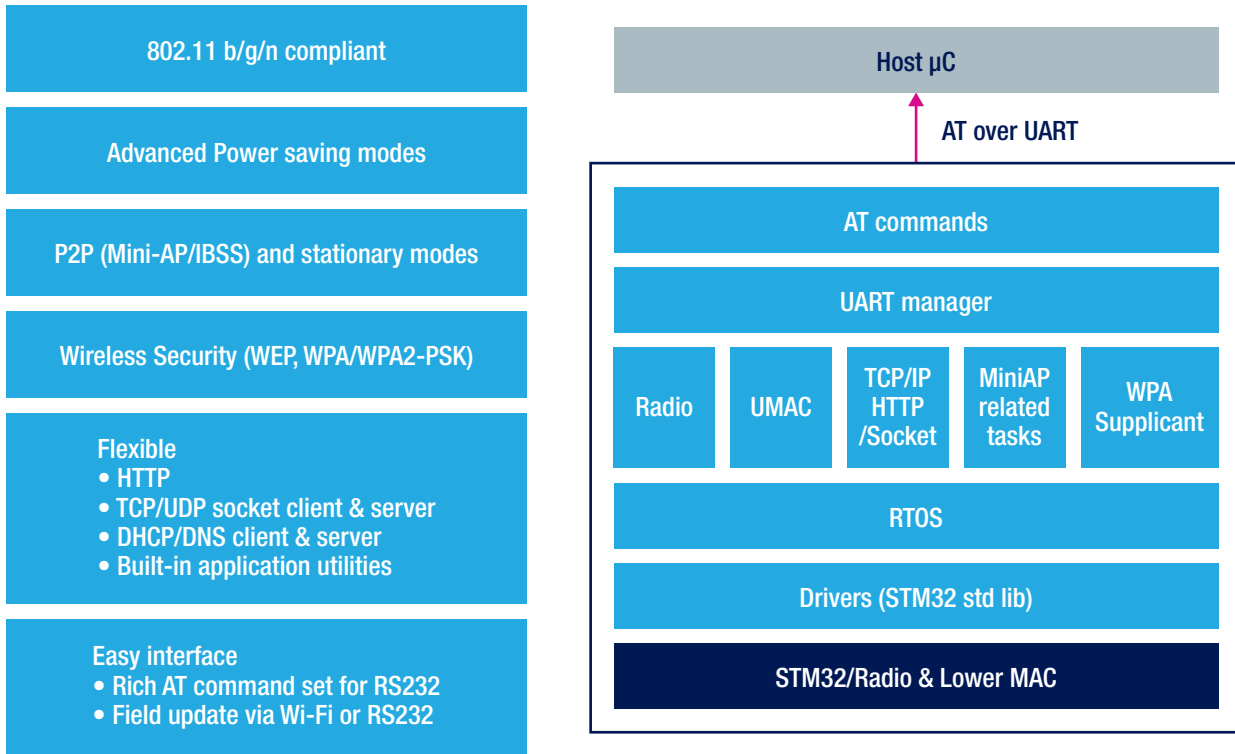 802.11 b/g/n compliant
Advanced Power saving modes
P2P (Mini-AP/IBSS) and stationary modes
Wireless Security (WEP, WPA/WPA2-PSK)
Flexible
• HTTP
• TCP/UDP socket client & server
• DHCP/DNS client & server
• Built-in application utilities
Easy interface
• Rich AT command set for RS232
• Field update via Wi-Fi or RS232
Host µC
AT over UART
AT commands
UART manager
Radio
UMAC
TCP/IP
HTTP
/Socket
MiniAP
related
tasks
WPA
Supplicant
RTOS
Drivers (STM32 std lib)
STM32/Radio & Lower MAC